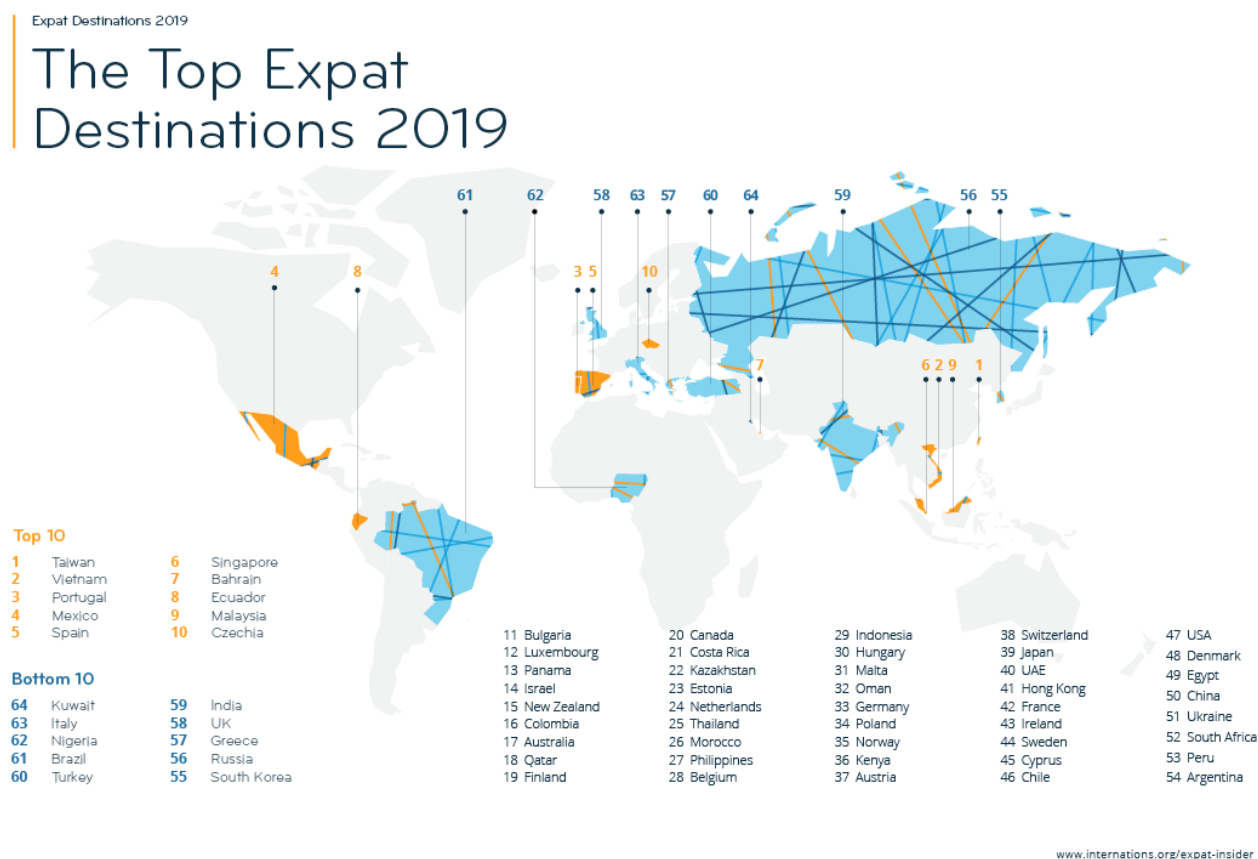 Expat Destinations 2019
The Top Expat
Destinations 2019
61
62
58
63
57
60
64
59
56
55
4
8
3
5
10
7
6
2
9
1
Top 10
1 Taiwan
2 Vietnam
3 Portugal
4 Mexico
5 Spain
6 Singapore
7 Bahrain
8 Ecuador
9 Malaysia
10 Czechia
Bottom 10
64 Kuwait
63 Italy
62 Nigeria
61 Brazil
60 Turkey
59 India
58 UK
57 Greece
56 Russia
55 South Korea
11 Bulgaria
12 Luxembourg
13 Panama
14 Israel
15 New Zealand
16 Colombia
17 Australia
18 Qatar
19 Finland
20 Canada
21 Costa Rica
22 Kazakhstan
23 Estonia
24 Netherlands
25 Thailand
26 Morocco
27 Philippines
28 Belgium
29 Indonesia
30 Hungary
31 Malta
32 Oman
33 Germany
34 Poland
35 Norway
36 Kenya
37 Austria
38 Switzerland
39 Japan
40 UAE
41 Hong Kong
42 France
43 Ireland
44 Sweden
45 Cyprus
46 Chile
47 USA
48 Denmark
49 Egypt
50 China
51 Ukraine
52 South Africa
53 Peru
54 Argentina
www.internations.org/expat-insider